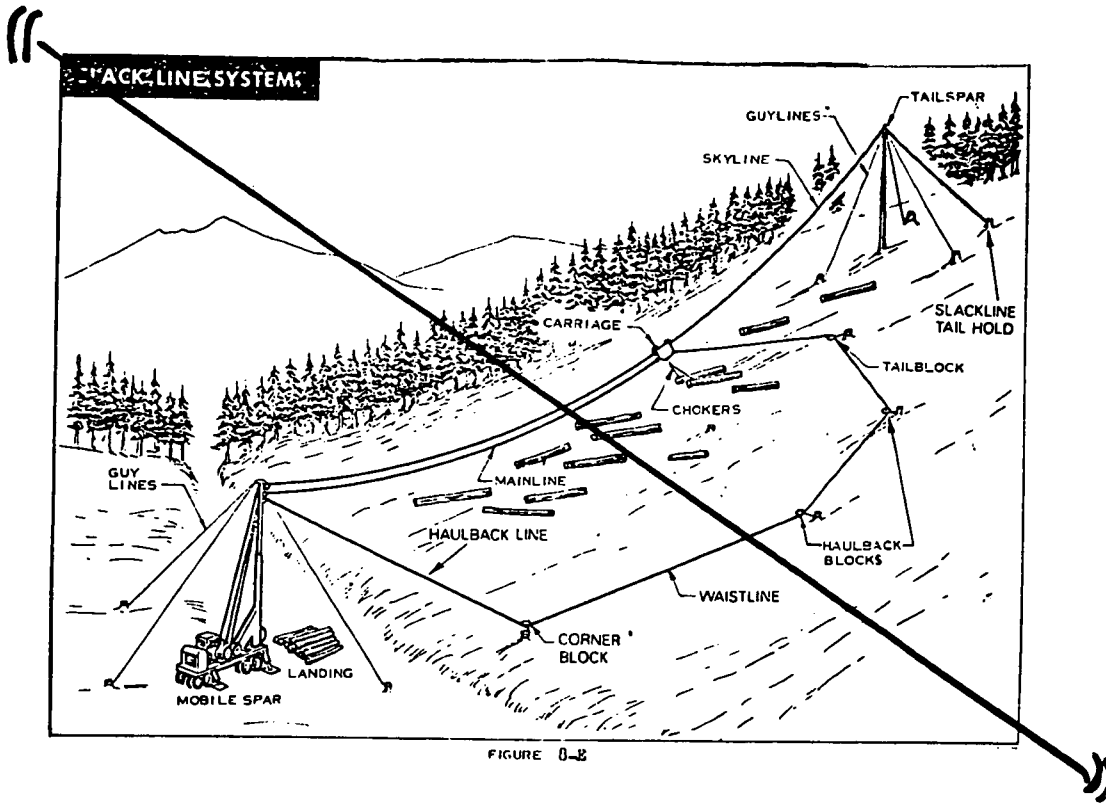 LINE SYSTEM
TAILSPAR
GUYLINES
SKYLINE
SLACKLINE
TAIL HOLD
CARRIAGE
TAILBLOCK
CHOKERS
GUY
LINES
MAINLINE
HAULBACK LINE
HAULBACK
BLOCKS
WAISTLINE
CORNER
BLOCK
LANDING
MOBILE SPAR
FIGURE